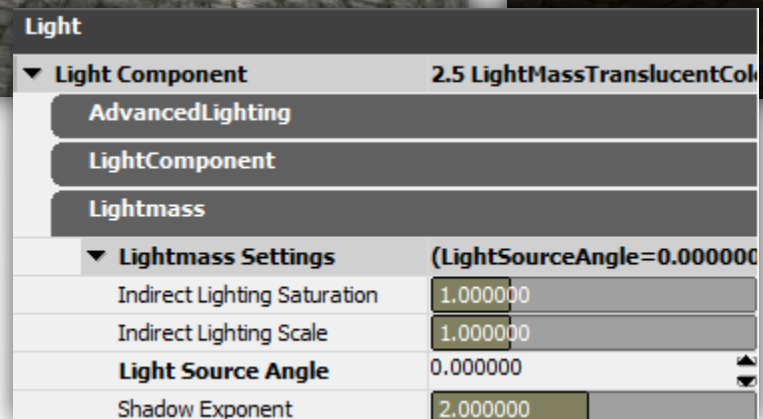 Light
Light Component 2.5 LightMassTranslucentCol
AdvancedLighting
LightComponent
Lightmass
Lightmass Settings (LightSourceAngle=0.000000
Indirect Lighting Saturation 1.000000
Indirect Lighting Scale 1.000000
Light Source Angle 0.000000
Shadow Exponent 2.000000